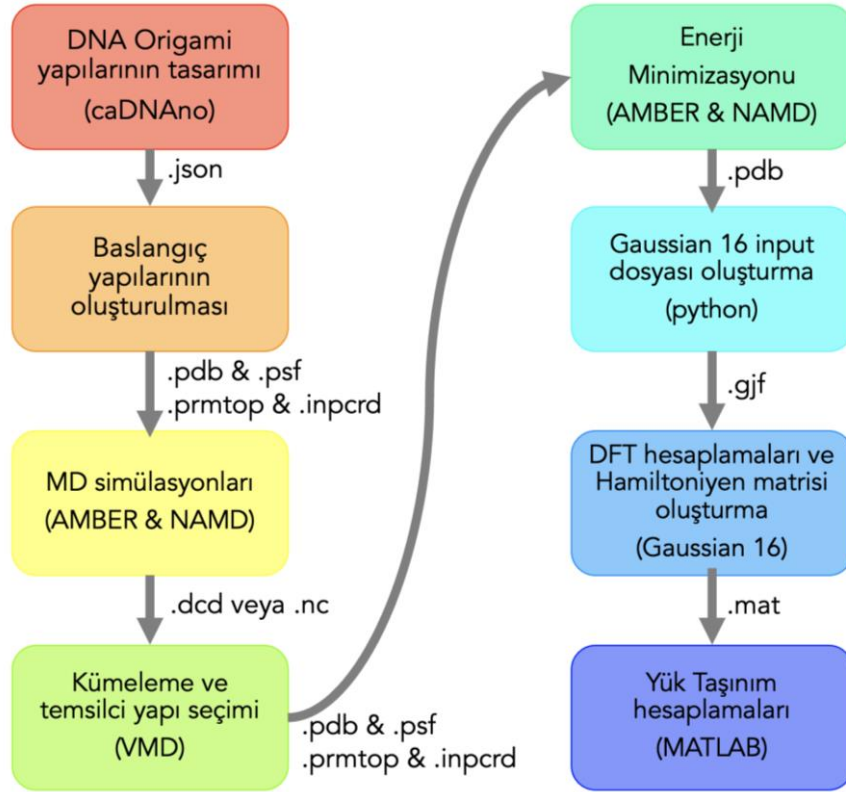 DNA Origami
yapılarının tasarımı
(caDNAno)
.json
Baslangıç
yapılarının
oluşturulması
.pdb & .psf
.prmtop & .inpcrd
MD simülasyonları
(AMBER & NAMD)
.dcd veya .nc
Kümeleme ve
temsilci yapı seçimi
(VMD)
.pdb & .psf
.prmtop & .inpcrd
Enerji
Minimizasyonu
(AMBER & NAMD)
.pdb
Gaussian 16 input
dosyası oluşturma
(python)
.gjf
DFT hesaplamaları ve
Hamiltoniyen matrisi
oluşturma
(Gaussian 16)
.mat
Yük Taşınım
hesaplamaları
(MATLAB)